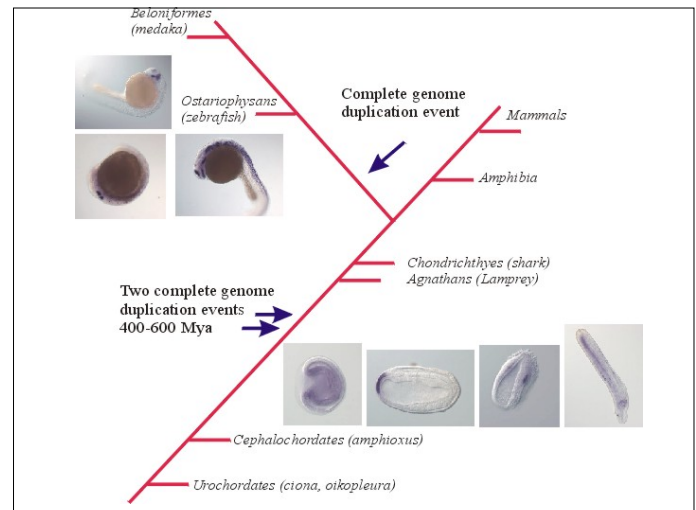 Beloniformes
(medaka)
Ostariophysans
(zebrafish)
Complete genome
duplication event
Mammals
Amphibia
Chondrichthyes (shark)
Agnathans (Lamprey)
Two complete genome
duplication events
400-600 Mya
Cephalochordates (amphioxus)
Urochordates (ciona, oikopleura)